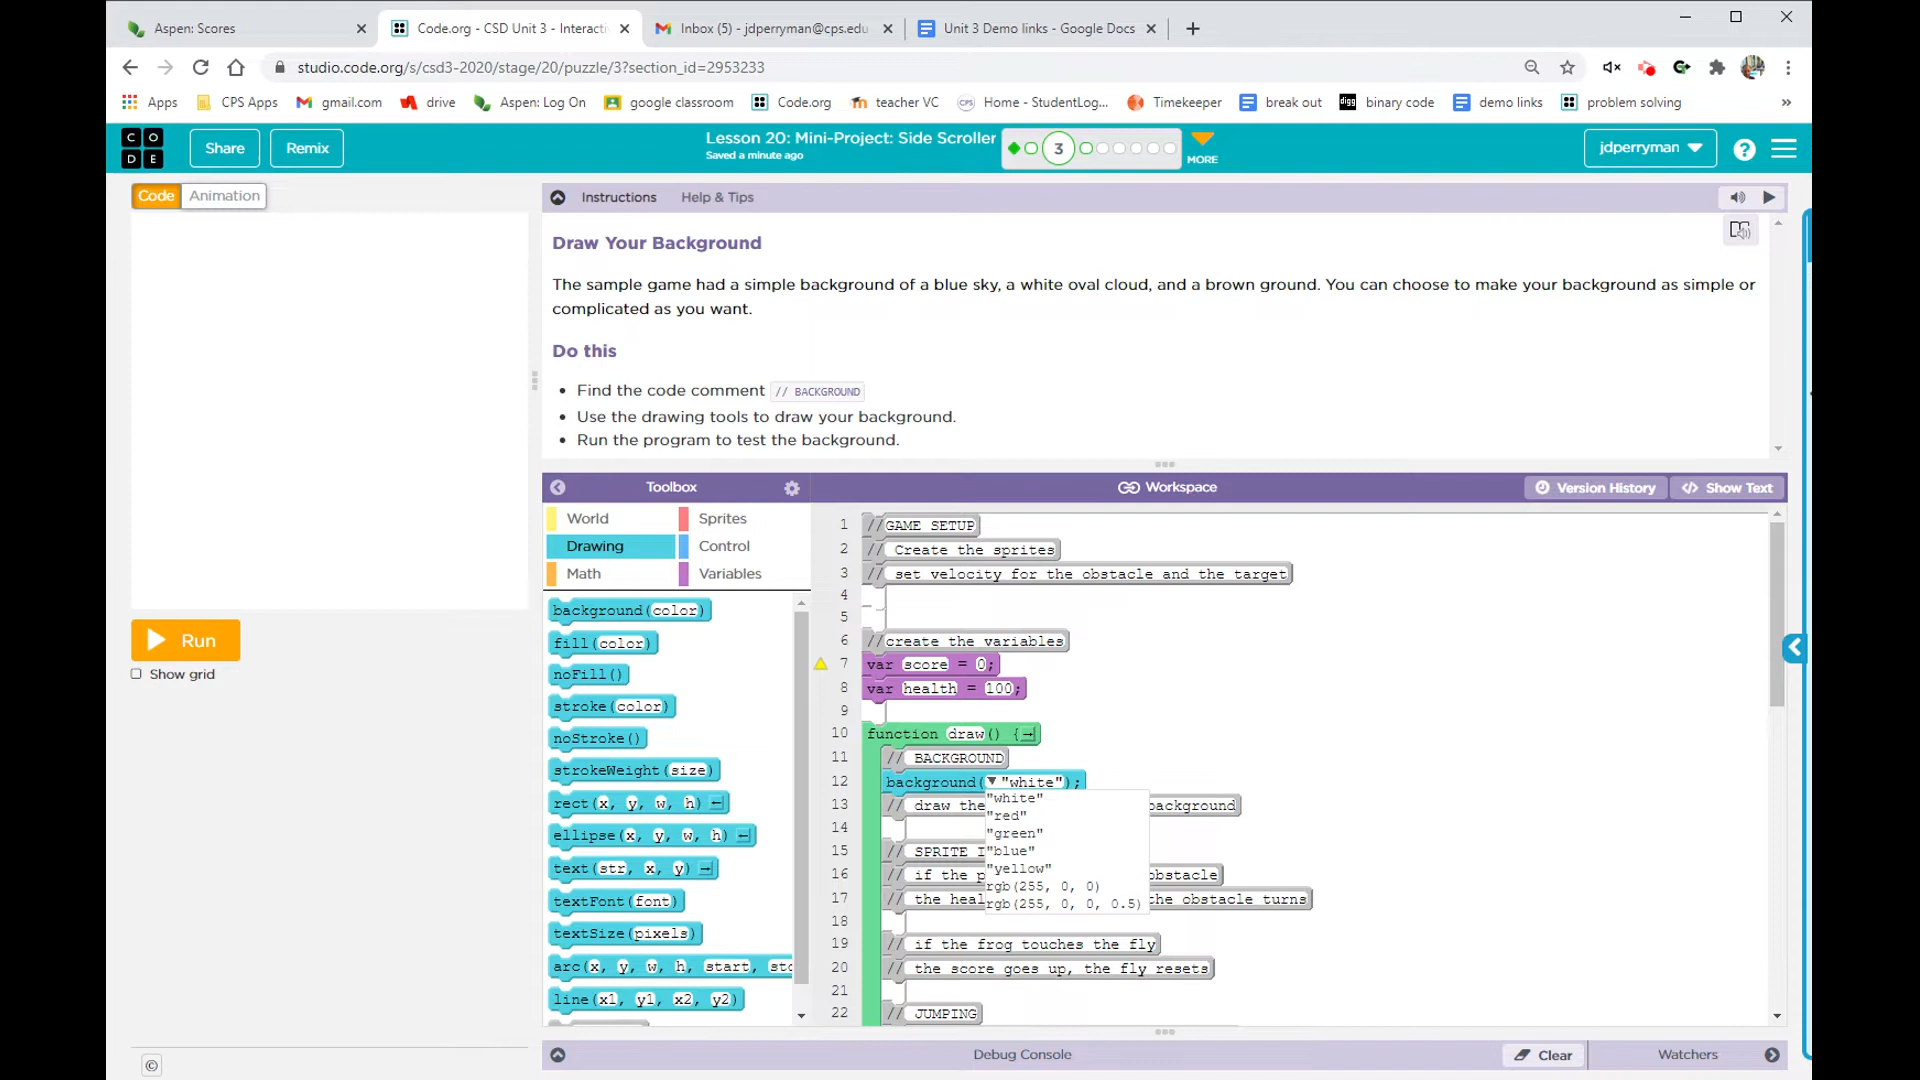 Aspen: Scores
Code.org - CSD Unit 3 - Interacti
Inbox (5) - jdperryman@cps.edu
Unit 3 Demo links - Google Docs
studio.code.org/s/csd3-2020/stage/20/puzzle/3?section_id=2953233
Apps
CPS Apps
gmail.com
drive
Aspen: Log On
google classroom
Code.org
teacher VC
CPS
Home - StudentLog...
Timekeeper
break out
digg
binary code
demo links
problem solving
»
C O
D E
Share
Remix
Lesson 20: Mini-Project: Side Scroller
Saved a minute ago
3
MORE
jdperryman
?
Code
Animation
Instructions
Help & Tips
Draw Your Background
The sample game had a simple background of a blue sky, a white oval cloud, and a brown ground. You can choose to make your background as simple or
complicated as you want.
Do this
• Find the code comment // BACKGROUND
• Use the drawing tools to draw your background.
• Run the program to test the background.
Toolbox
Workspace
Version History
</> Show Text
World
Sprites
Drawing
Control
Math
Variables
background(color)
fill(color)
noFill()
stroke(color)
noStroke()
strokeWeight(size)
rect(x, y, w, h)
ellipse(x, y, w, h)
text(str, x, y)
textFont(font)
textSize(pixels)
arc(x, y, w, h, start, sto
line(x1, y1, x2, y2)
Run
Show grid
1 //GAME SETUP
2 // Create the sprites
3 // set velocity for the obstacle and the target
4
5
6 //create the variables
7 var score = 0;
8 var health = 100;
9
10 function draw() {
11 // BACKGROUND
12 background("white");
"white"
13 // draw the background
"red"
"green"
14
"blue"
15 // SPRITE I
"yellow"
16 // if the p obstacle
rgb(255, 0, 0)
17 // the heal the obstacle turns
rgb(255, 0, 0, 0.5)
18
19 // if the frog touches the fly
20 // the score goes up, the fly resets
21
22 // JUMPING
Debug Console
Clear
Watchers
©